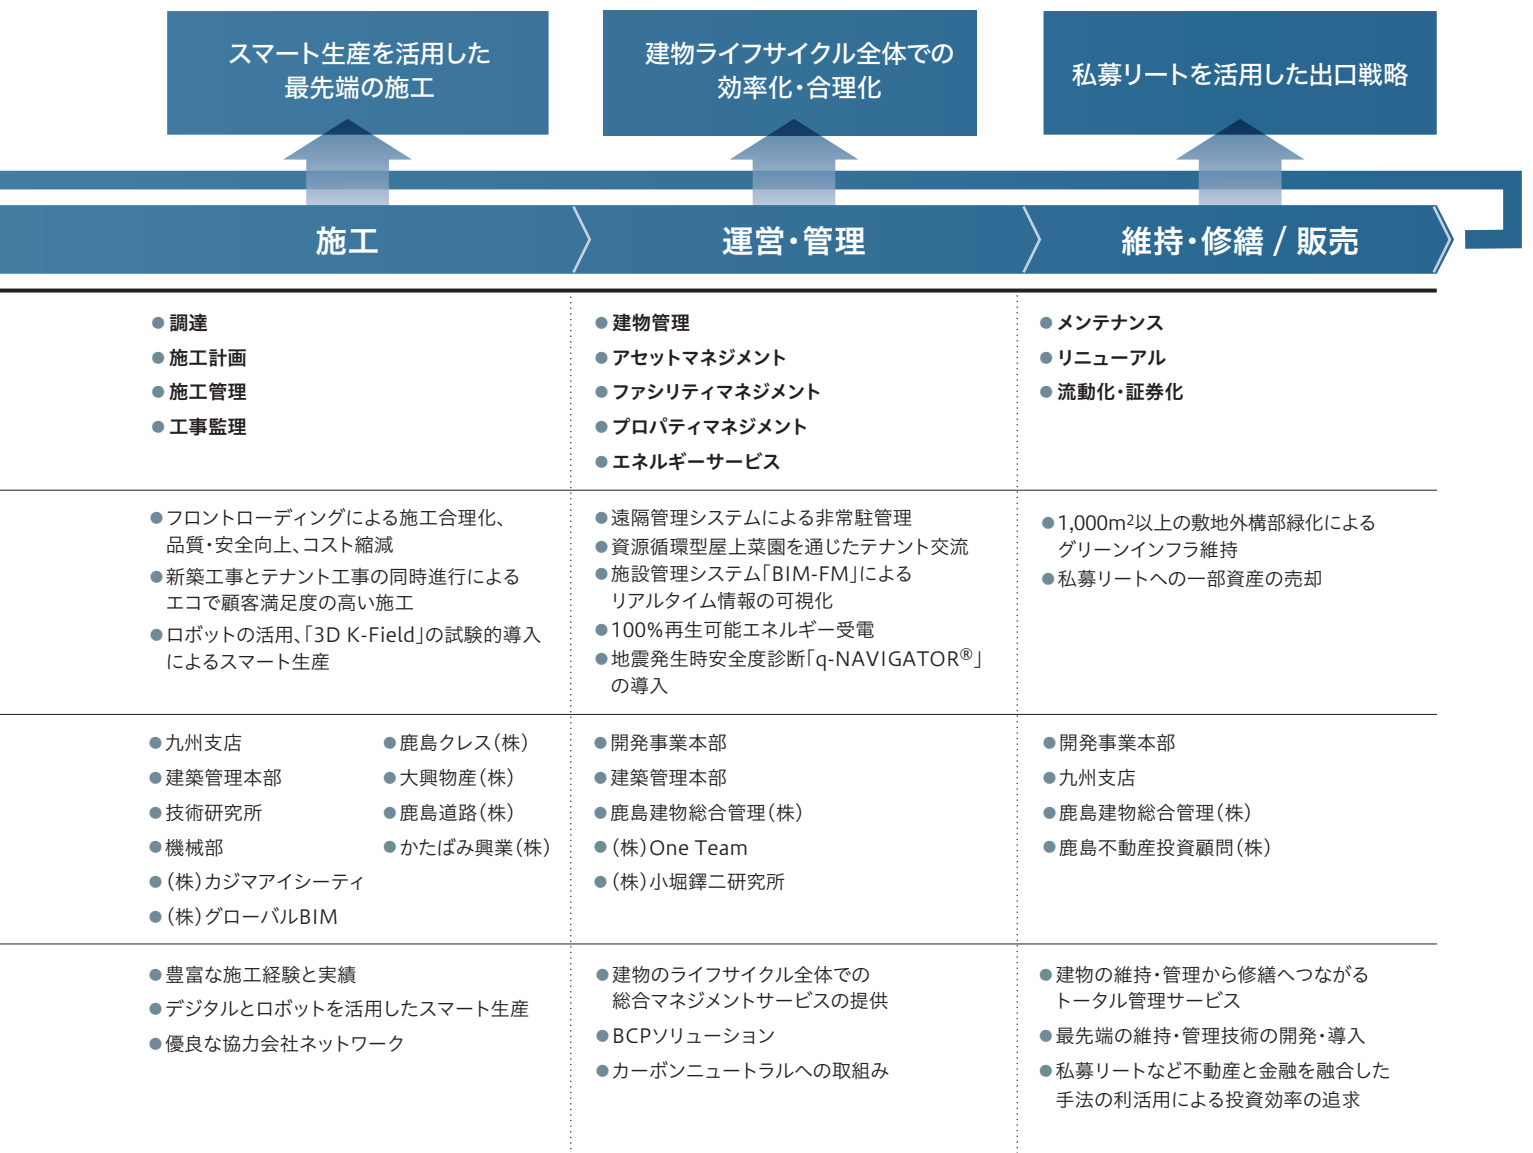 スマート生産を活用した
最先端の施工
建物ライフサイクル全体での
効率化・合理化
私募リートを活用した出口戦略
施工
運営・管理
維持・修繕 / 販売
●調達
●施工計画
●施工管理
●工事監理
●建物管理
●アセットマネジメント
●ファシリティマネジメント
●プロパティマネジメント
●エネルギーサービス
●メンテナンス
●リニューアル
●流動化・証券化
●フロントローディングによる施工合理化、
品質・安全向上、コスト縮減
●新築工事とテナント工事の同時進行による
エコで顧客満足度の高い施工
●ロボットの活用、「3D K-Field」の試験的導入
によるスマート生産
●遠隔管理システムによる非常駐管理
●資源循環型屋上菜園を通じたテナント交流
●施設管理システム「BIM-FM」による
リアルタイム情報の可視化
●100%再生可能エネルギー受電
●地震発生時安全度診断「q-NAVIGATOR®」
の導入
●1,000m²以上の敷地外構部緑化による
グリーンインフラ維持
●私募リートへの一部資産の売却
●九州支店
●建築管理本部
●技術研究所
●機械部
●(株)カジマアイシーティ
●(株)グローバルBIM
●鹿島クレス(株)
●大興物産(株)
●鹿島道路(株)
●かたばみ興業(株)
●開発事業本部
●建築管理本部
●鹿島建物総合管理(株)
●(株)One Team
●(株)小堀鐸二研究所
●開発事業本部
●九州支店
●鹿島建物総合管理(株)
●鹿島不動産投資顧問(株)
●豊富な施工経験と実績
●デジタルとロボットを活用したスマート生産
●優良な協力会社ネットワーク
●建物のライフサイクル全体での
総合マネジメントサービスの提供
●BCPソリューション
●カーボンニュートラルへの取組み
●建物の維持・管理から修繕へつながる
トータル管理サービス
●最先端の維持・管理技術の開発・導入
●私募リートなど不動産と金融を融合した
手法の利活用による投資効率の追求